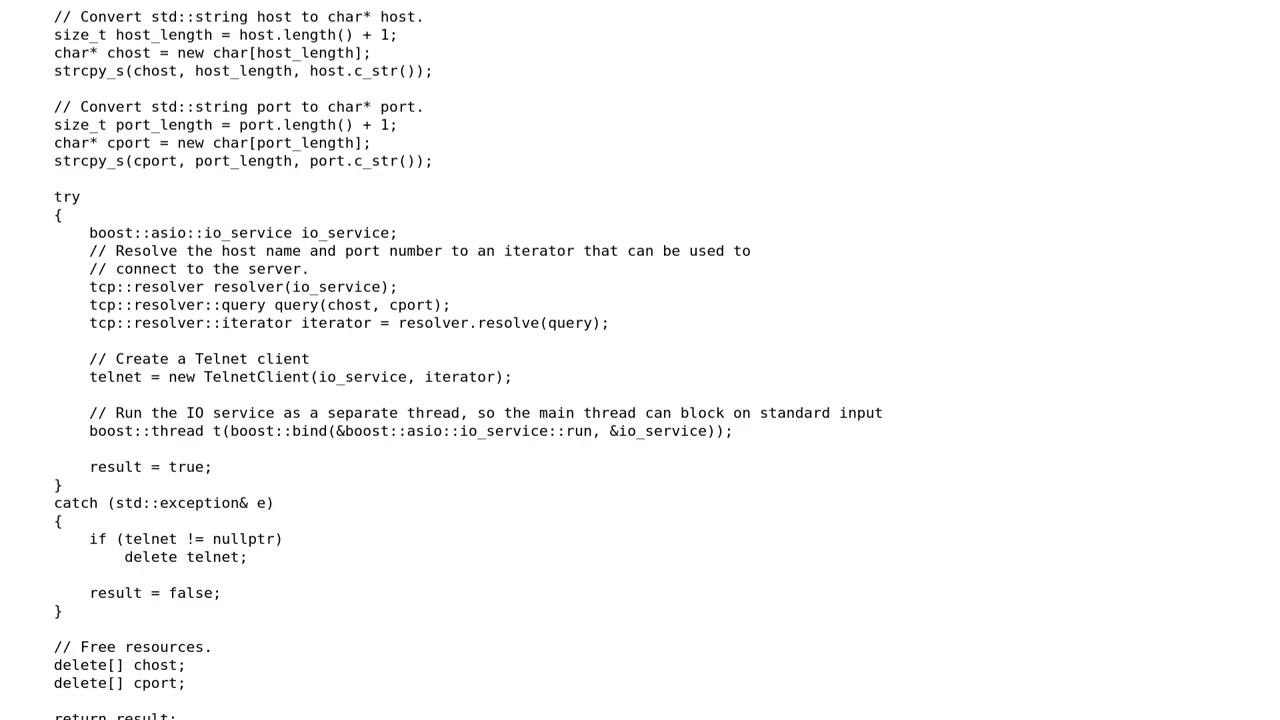 // Convert std::string host to char* host.
size_t host_length = host.length() + 1;
char* chost = new char[host_length];
strcpy_s(chost, host_length, host.c_str());
// Convert std::string port to char* port.
size_t port_length = port.length() + 1;
char* cport = new char[port_length];
strcpy_s(cport, port_length, port.c_str());
try
{
boost::asio::io_service io_service;
// Resolve the host name and port number to an iterator that can be used to
// connect to the server.
tcp::resolver resolver(io_service);
tcp::resolver::query query(chost, cport);
tcp::resolver::iterator iterator = resolver.resolve(query);
// Create a Telnet client
telnet = new TelnetClient(io_service, iterator);
// Run the IO service as a separate thread, so the main thread can block on standard input
boost::thread t(boost::bind(&boost::asio::io_service::run, &io_service));
result = true;
}
catch (std::exception& e)
{
if (telnet != nullptr)
delete telnet;
result = false;
}
// Free resources.
delete[] chost;
delete[] cport;
return result;